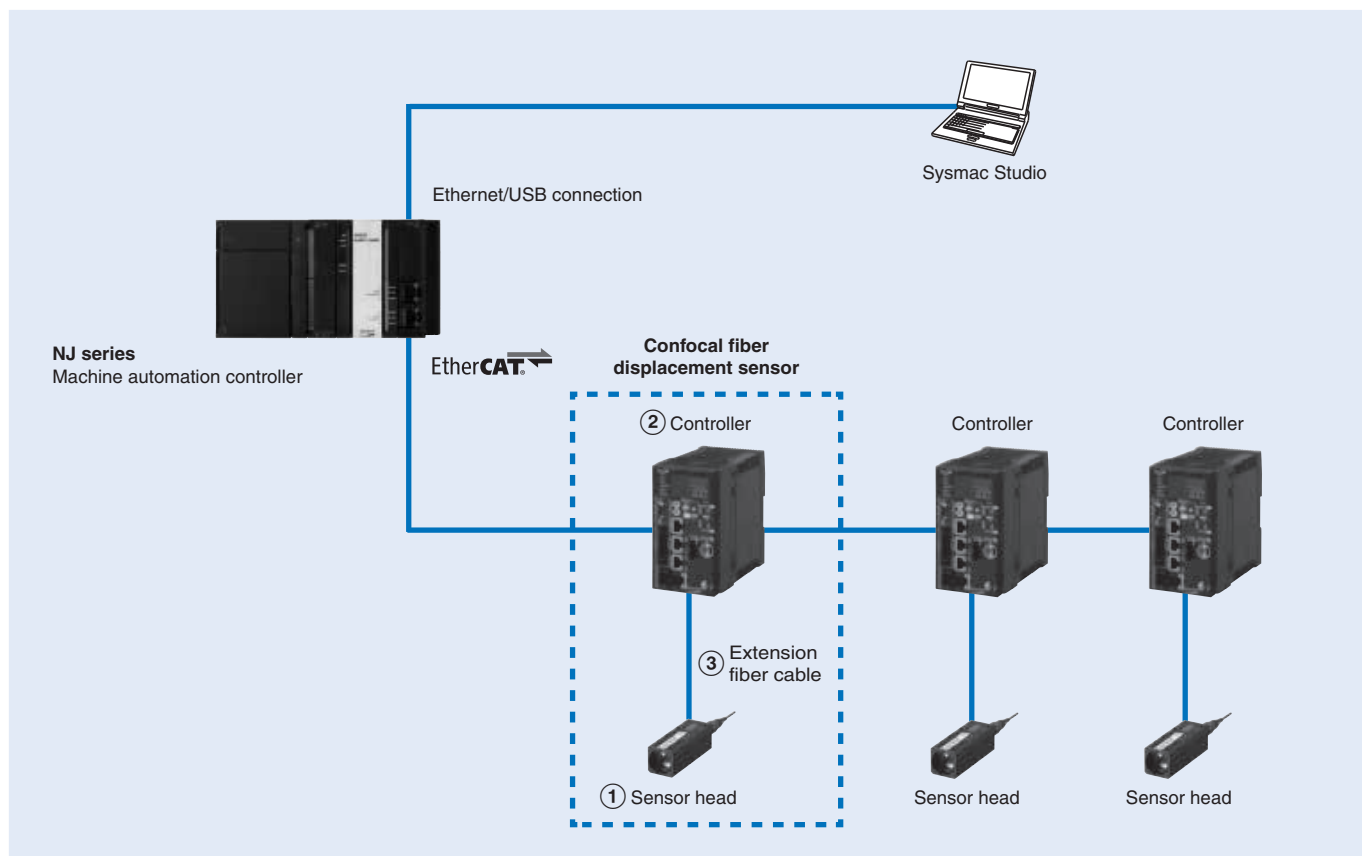 Sysmac Studio
Ethernet/USB connection
NJ series
Machine automation controller
EtherCAT®
Confocal fiber
displacement sensor
② Controller
Controller
Controller
③ Extension
fiber cable
① Sensor head
Sensor head
Sensor head